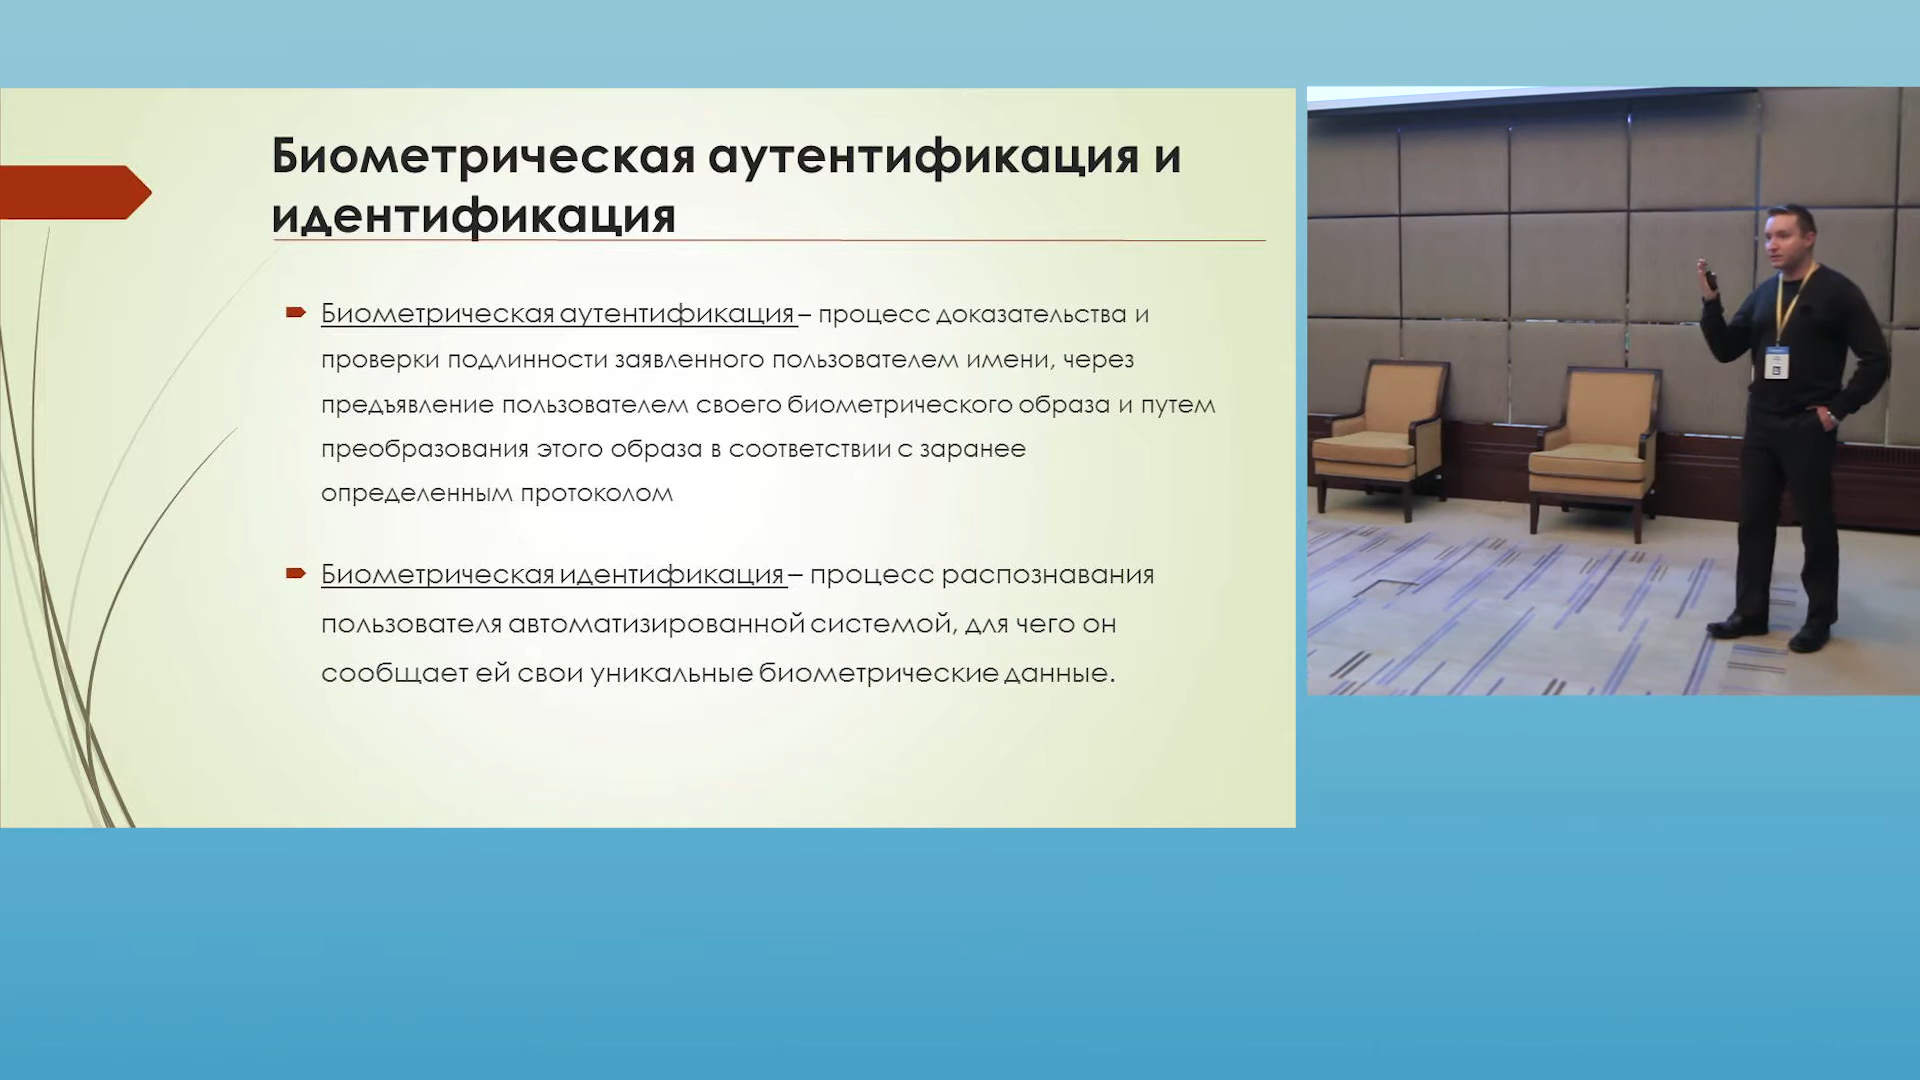 Биометрическая аутентификация и
идентификация
Биометрическая аутентификация – процесс доказательства и
проверки подлинности заявленного пользователем имени, через
предъявление пользователем своего биометрического образа и путем
преобразования этого образа в соответствии с заранее
определенным протоколом
Биометрическая идентификация – процесс распознавания
пользователя автоматизированной системой, для чего он
сообщает ей свои уникальные биометрические данные.